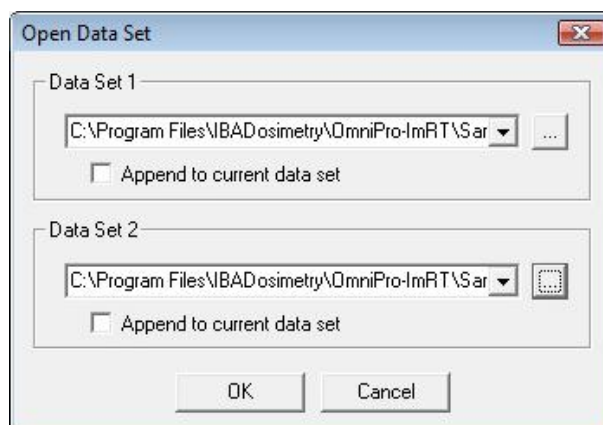 Open Data Set
Data Set 1
C:\Program Files\IBADosimetry\OmniPro-ImRT\Sar
...
Append to current data set
Data Set 2
C:\Program Files\IBADosimetry\OmniPro-ImRT\Sar
...
Append to current data set
OK
Cancel